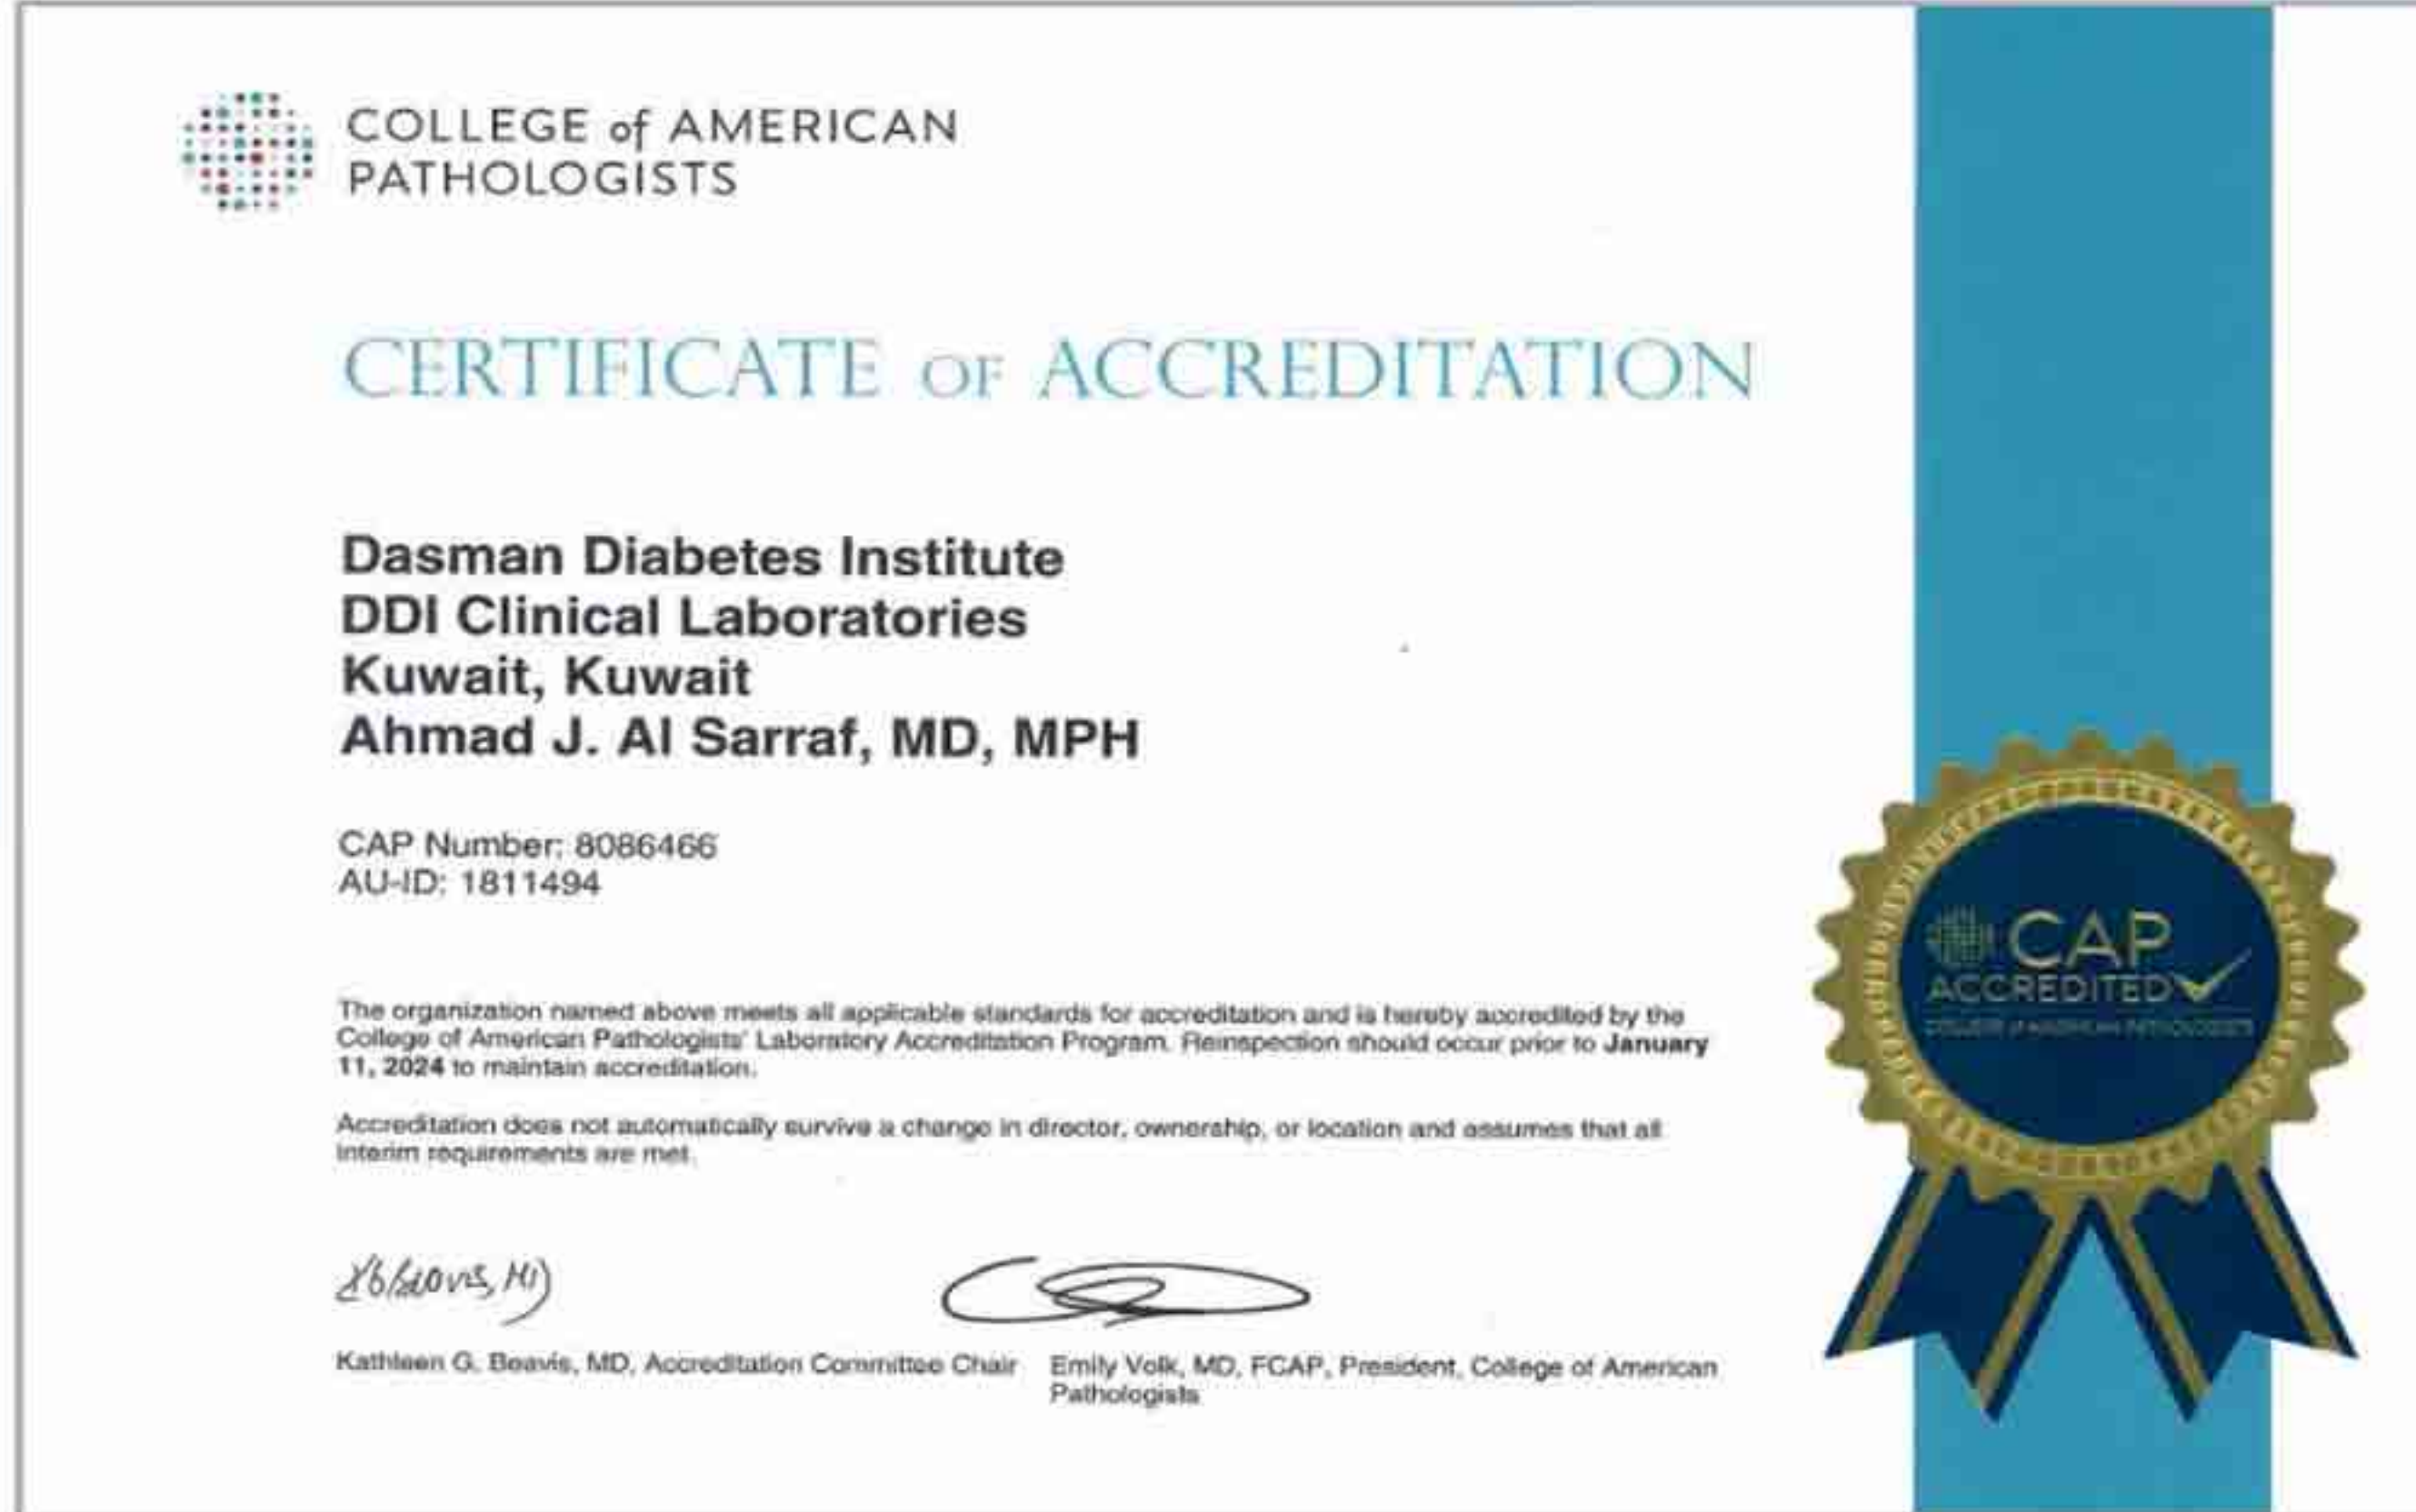 COLLEGE of AMERICAN
PATHOLOGISTS
CERTIFICATE OF ACCREDITATION
Dasman Diabetes Institute
DDI Clinical Laboratories
Kuwait, Kuwait
Ahmad J. Al Sarraf, MD, MPH
CAP Number: 8086466
AU-ID: 1811494
The organization named above meets all applicable standards for accreditation and is hereby accredited by the
College of American Pathologists' Laboratory Accreditation Program. Reinspection should occur prior to January
11, 2024 to maintain accreditation.
Accreditation does not automatically survive a change in director, ownership, or location and assumes that all
interim requirements are met.
Kathleen G. Beavis, MD, Accreditation Committee Chair
Emily Volk, MD, FCAP, President, College of American
Pathologists
CAP
ACCREDITED
COLLEGE of AMERICAN PATHOLOGISTS